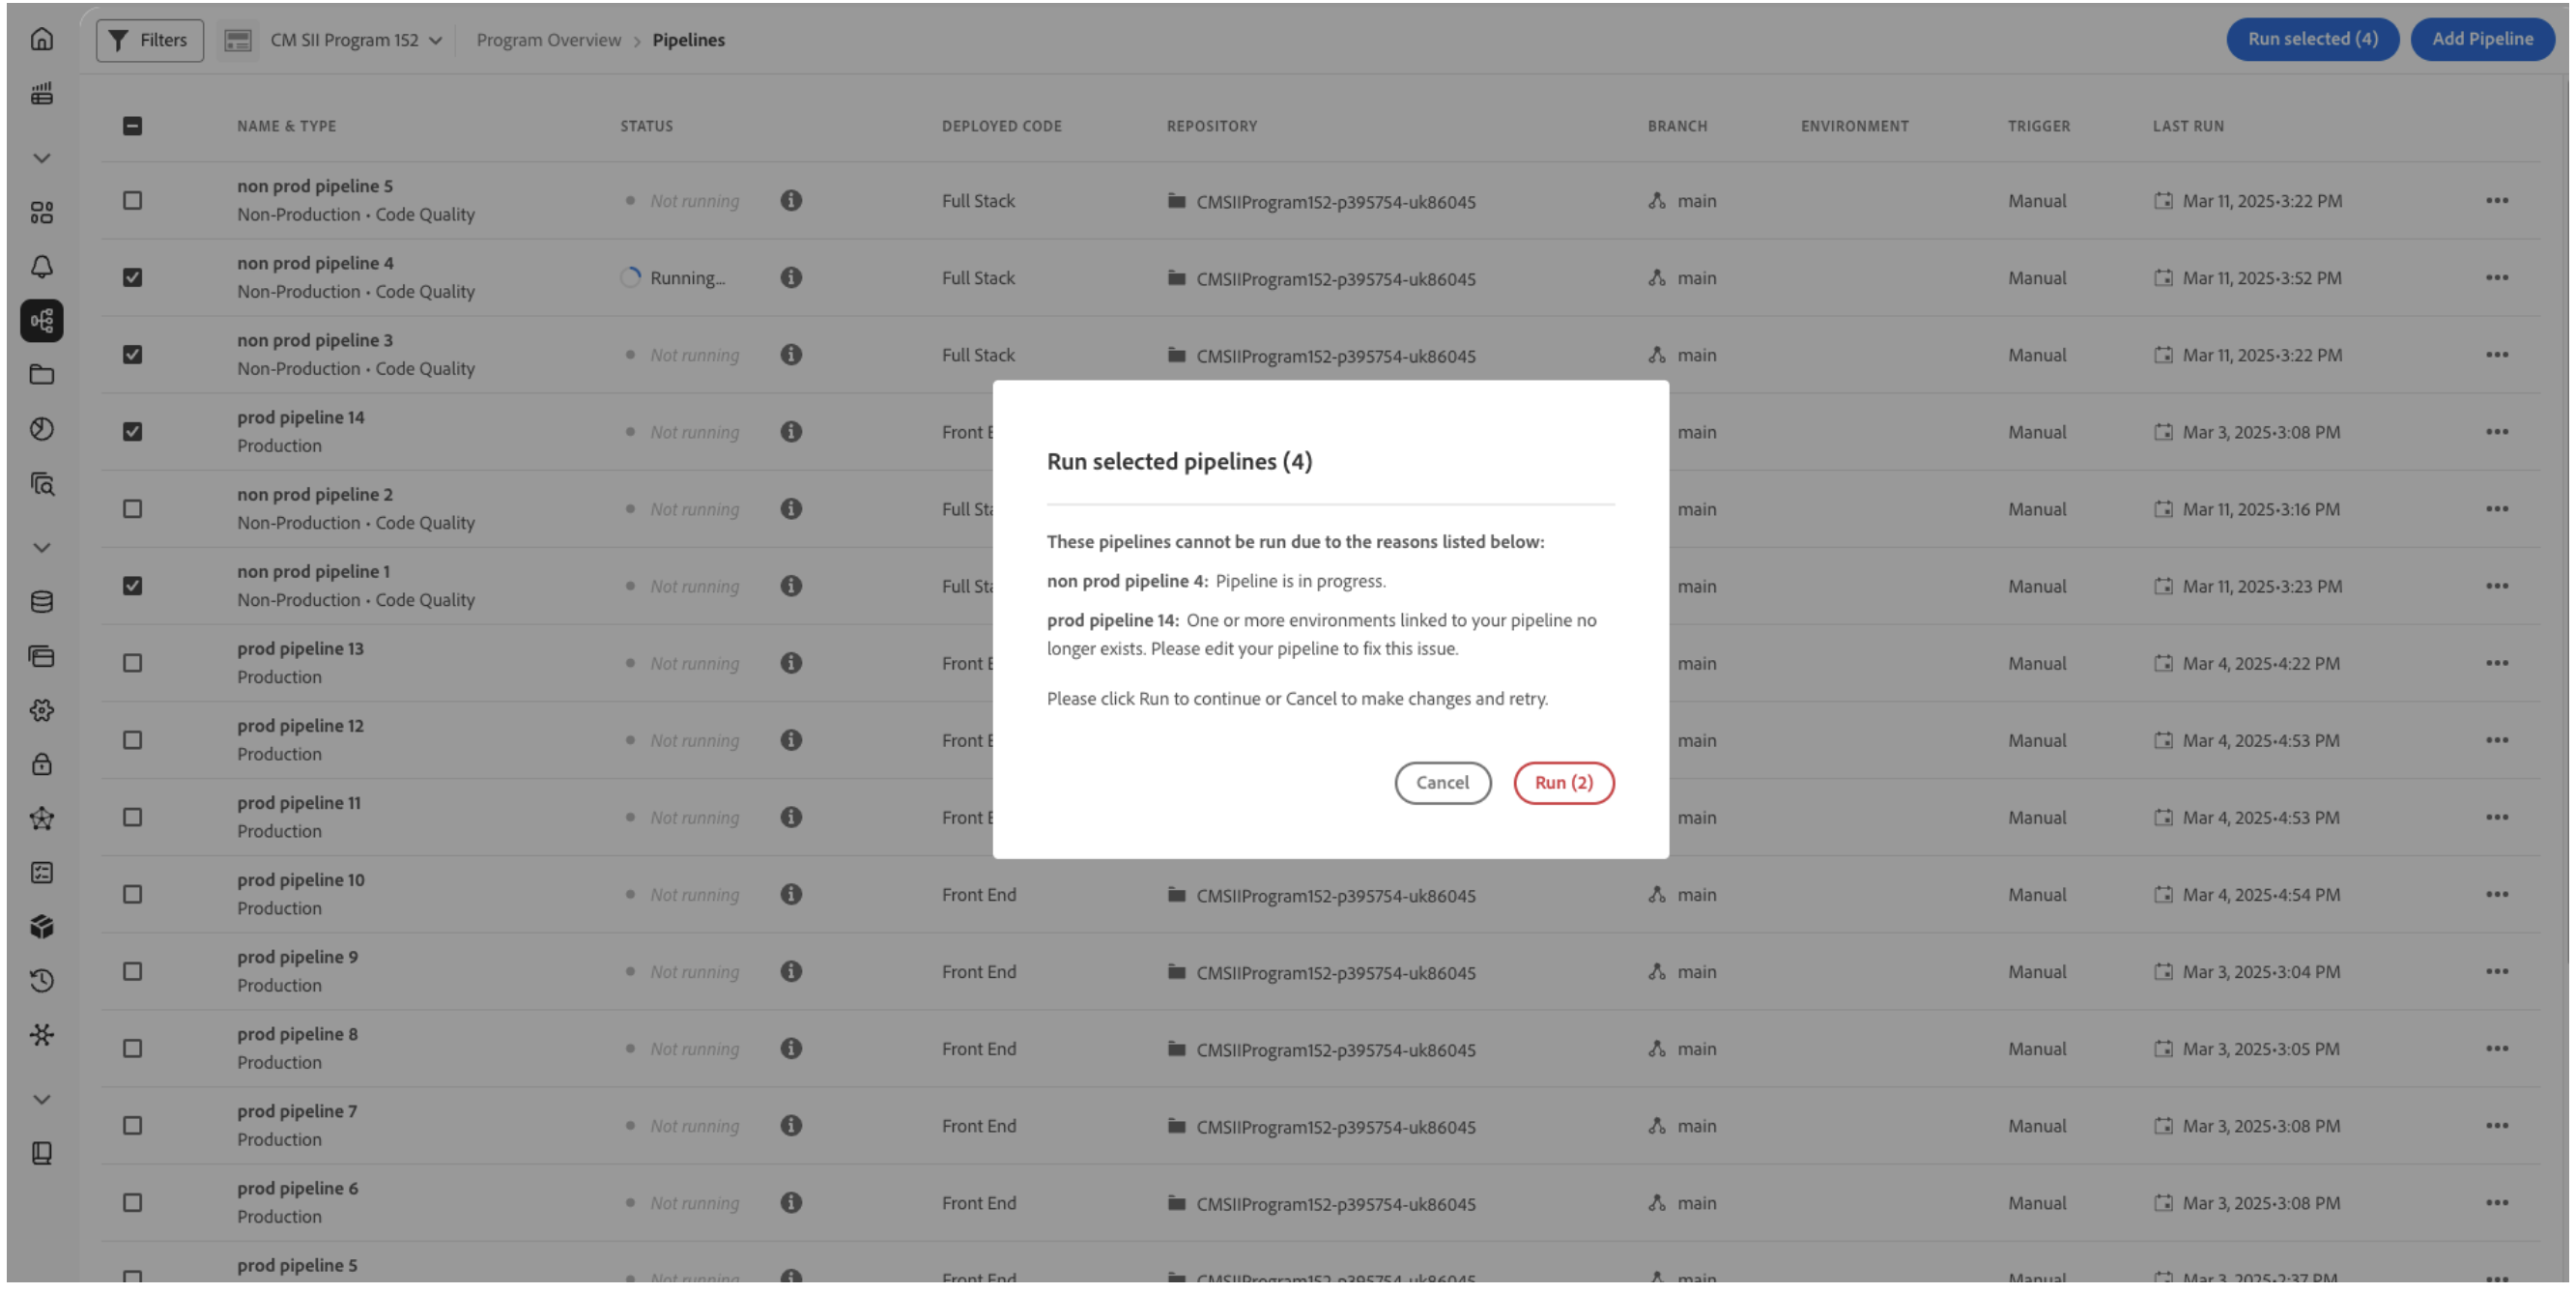 Filters CM SII Program 152 Program Overview > Pipelines Run selected (4) Add Pipeline
NAME & TYPE STATUS DEPLOYED CODE REPOSITORY BRANCH ENVIRONMENT TRIGGER LAST RUN
non prod pipeline 5
Non-Production • Code Quality
Not running Full Stack CMSIIProgram152-p395754-uk86045 main Manual Mar 11, 2025•3:22 PM
non prod pipeline 4
Non-Production • Code Quality
Running... Full Stack CMSIIProgram152-p395754-uk86045 main Manual Mar 11, 2025•3:52 PM
non prod pipeline 3
Non-Production • Code Quality
Not running Full Stack CMSIIProgram152-p395754-uk86045 main Manual Mar 11, 2025•3:22 PM
prod pipeline 14
Production
Not running Front E main Manual Mar 3, 2025•3:08 PM
non prod pipeline 2
Non-Production • Code Quality
Not running Full Sta main Manual Mar 11, 2025•3:16 PM
non prod pipeline 1
Non-Production • Code Quality
Not running Full Sta main Manual Mar 11, 2025•3:23 PM
prod pipeline 13
Production
Not running Front E main Manual Mar 4, 2025•4:22 PM
prod pipeline 12
Production
Not running Front E main Manual Mar 4, 2025•4:53 PM
prod pipeline 11
Production
Not running Front E main Manual Mar 4, 2025•4:53 PM
prod pipeline 10
Production
Not running Front End CMSIIProgram152-p395754-uk86045 main Manual Mar 4, 2025•4:54 PM
prod pipeline 9
Production
Not running Front End CMSIIProgram152-p395754-uk86045 main Manual Mar 3, 2025•3:04 PM
prod pipeline 8
Production
Not running Front End CMSIIProgram152-p395754-uk86045 main Manual Mar 3, 2025•3:05 PM
prod pipeline 7
Production
Not running Front End CMSIIProgram152-p395754-uk86045 main Manual Mar 3, 2025•3:08 PM
prod pipeline 6
Production
Not running Front End CMSIIProgram152-p395754-uk86045 main Manual Mar 3, 2025•3:08 PM
prod pipeline 5
Not running Front End CMSIIProgram152-p395754-uk86045 main Manual Mar 3, 2025•2:37 PM
Run selected pipelines (4)
These pipelines cannot be run due to the reasons listed below:
non prod pipeline 4: Pipeline is in progress.
prod pipeline 14: One or more environments linked to your pipeline no
longer exists. Please edit your pipeline to fix this issue.
Please click Run to continue or Cancel to make changes and retry.
Cancel Run (2)